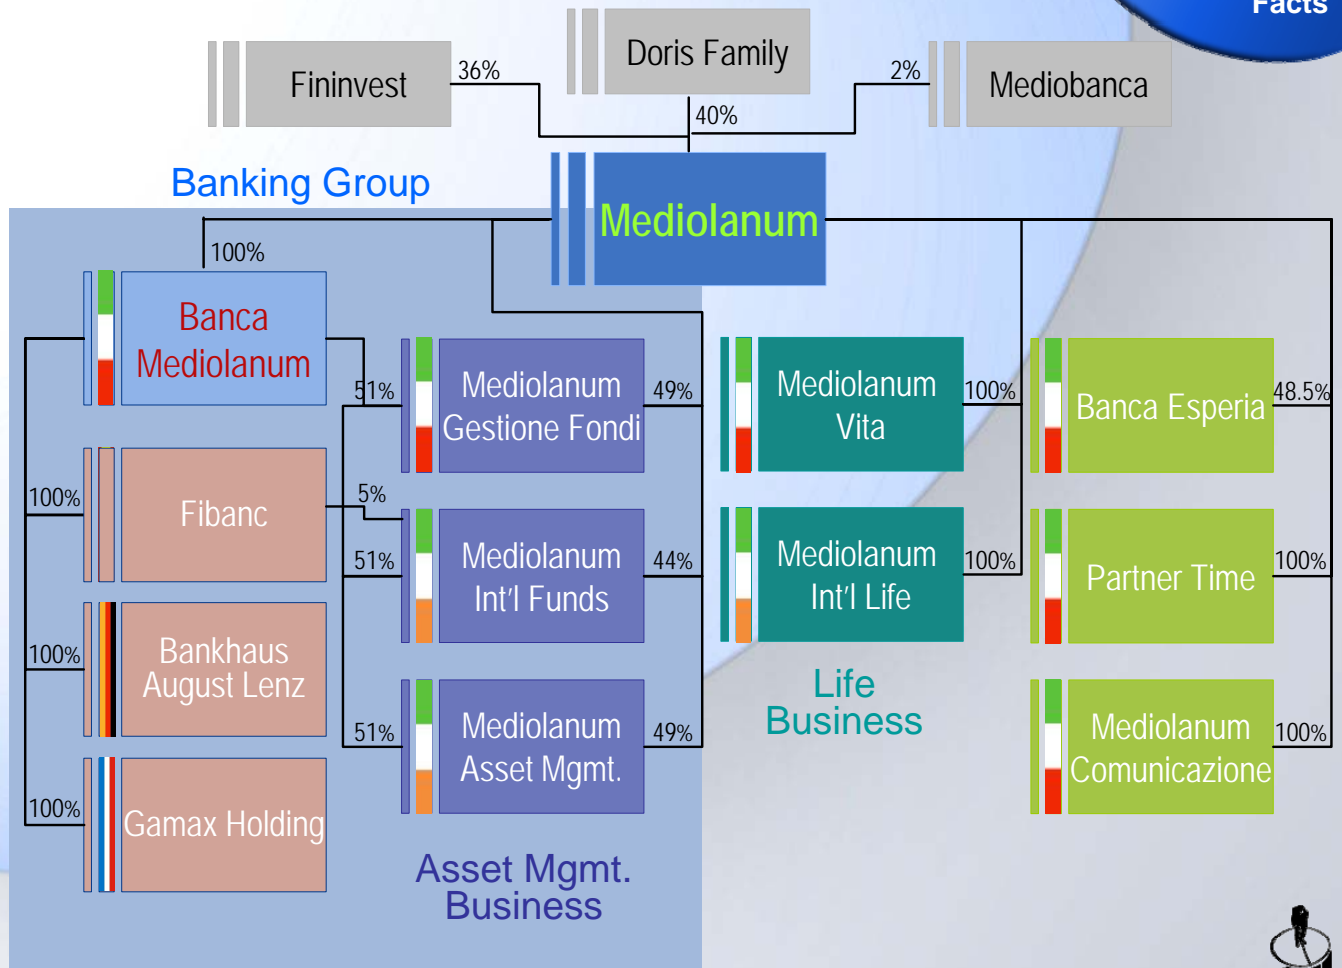 Facts
Doris Family
Fininvest
36%
2%
Mediobanca
40%
Banking Group
Mediolanum
100%
Banca
Mediolanum
51%
Mediolanum
Gestione Fondi
49%
Mediolanum
Vita
100%
Banca Esperia
48.5%
100%
Fibanc
5%
51%
Mediolanum
Int'l Funds
44%
Mediolanum
Int'l Life
100%
Partner Time
100%
100%
Bankhaus
August Lenz
Life
Business
51%
Mediolanum
Asset Mgmt.
49%
Mediolanum
Comunicazione
100%
100%
Gamax Holding
Asset Mgmt.
Business